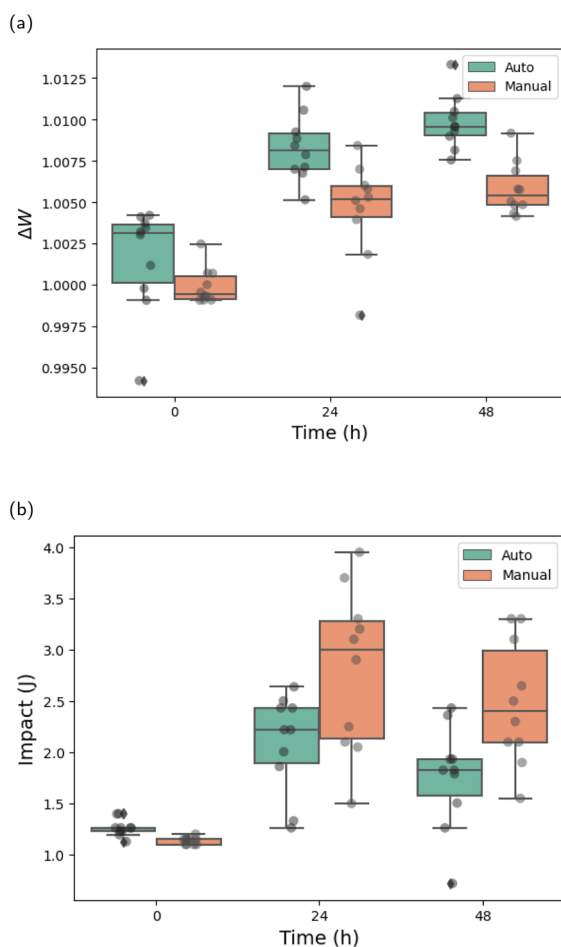 (a)
1.0125
1.0100
1.0075
1.0050
1.0025
1.0000
0.9975
0.9950
ΔW
Auto
Manual
0
24
48
Time (h)
(b)
4.0
3.5
3.0
2.5
2.0
1.5
1.0
Impact (J)
Auto
Manual
0
24
48
Time (h)